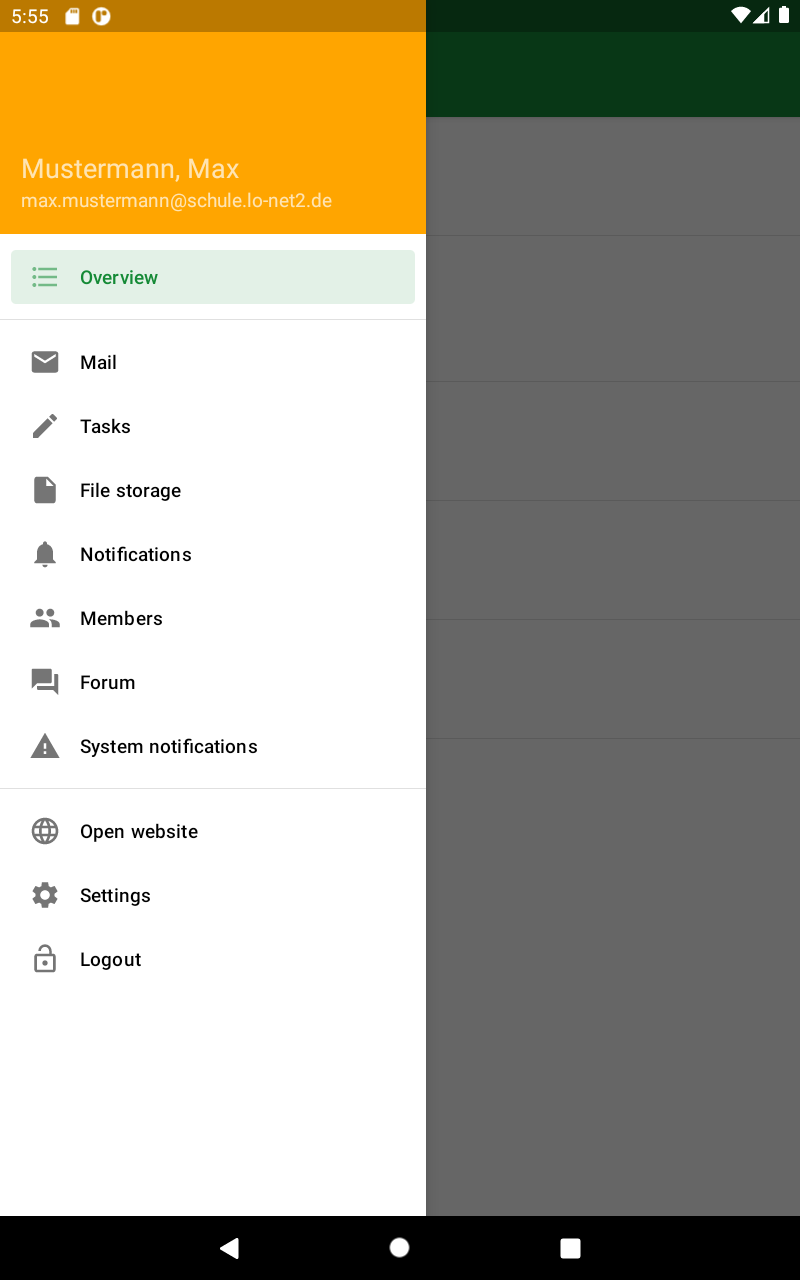 5:55
Mustermann, Max
max.mustermann@schule.lo-net2.de
Overview
Mail
Tasks
File storage
Notifications
Members
Forum
System notifications
Open website
Settings
Logout